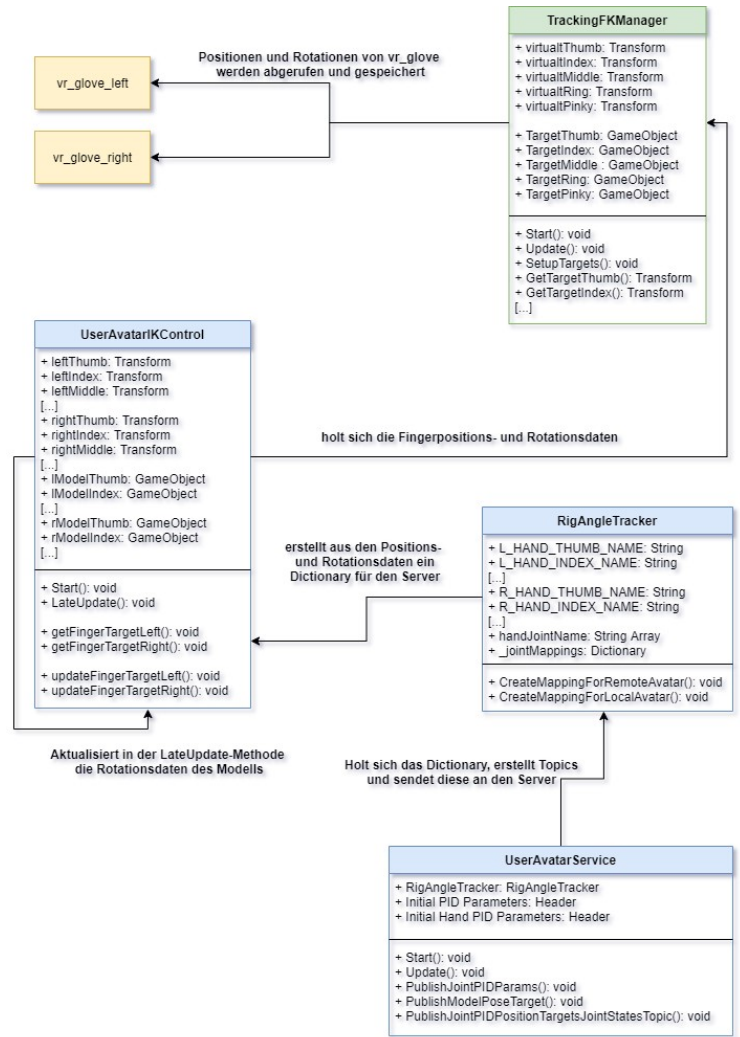 TrackingFKManager
+ virtualtThumb: Transform
+ virtualtIndex: Transform
+ virtualtMiddle: Transform
+ virtualtRing: Transform
+ virtualtPinky: Transform
+ TargetThumb: GameObject
+ TargetIndex: GameObject
+ TargetMiddle : GameObject
+ TargetRing: GameObject
+ TargetPinky: GameObject
+ Start(): void
+ Update(): void
+ SetupTargets(): void
+ GetTargetThumb(): Transform
+ GetTargetIndex(): Transform
[...]
Positionen und Rotationen von vr_glove
werden abgerufen und gespeichert
vr_glove_left
vr_glove_right
UserAvatarIKControl
+ leftThumb: Transform
+ leftIndex: Transform
+ leftMiddle: Transform
[...]
+ rightThumb: Transform
+ rightIndex: Transform
+ rightMiddle: Transform
[...]
+ lModelThumb: GameObject
+ lModelIndex: GameObject
[...]
+ rModelThumb: GameObject
+ rModelIndex: GameObject
[...]
+ Start(): void
+ LateUpdate(): void
+ getFingerTargetLeft(): void
+ getFingerTargetRight(): void
+ updateFingerTargetLeft(): void
+ updateFingerTargetRight(): void
holt sich die Fingerpositions- und Rotationsdaten
erstellt aus den Positions-
und Rotationsdaten ein
Dictionary für den Server
RigAngleTracker
+ L_HAND_THUMB_NAME: String
+ L_HAND_INDEX_NAME: String
[...]
+ R_HAND_THUMB_NAME: String
+ R_HAND_INDEX_NAME: String
[...]
+ handJointName: String Array
+ _jointMappings: Dictionary
+ CreateMappingForRemoteAvatar(): void
+ CreateMappingForLocalAvatar(): void
Aktualisiert in der LateUpdate-Methode
die Rotationsdaten des Modells
Holt sich das Dictionary, erstellt Topics
und sendet diese an den Server
UserAvatarService
+ RigAngleTracker: RigAngleTracker
+ Initial PID Parameters: Header
+ Initial Hand PID Parameters: Header
+ Start(): void
+ Update(): void
+ PublishJointPIDParams(): void
+ PublishModelPoseTarget(): void
+ PublishJointPIDPositionTargetsJointStatesTopic(): void